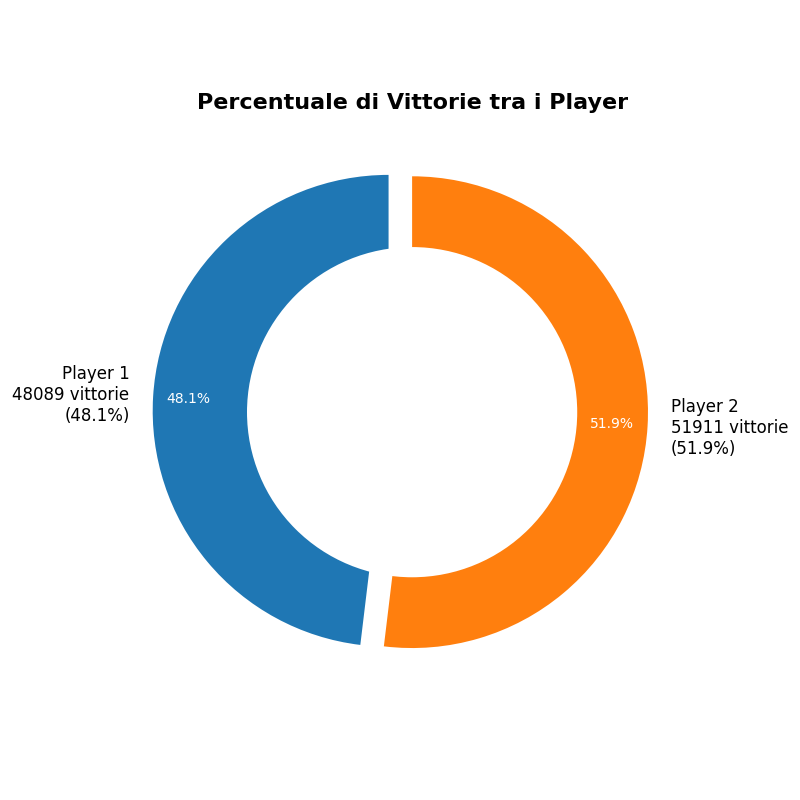 Percentuale di Vittorie tra i Player
Player 1
48089 vittorie
(48.1%)
48.1%
51.9%
Player 2
51911 vittorie
(51.9%)